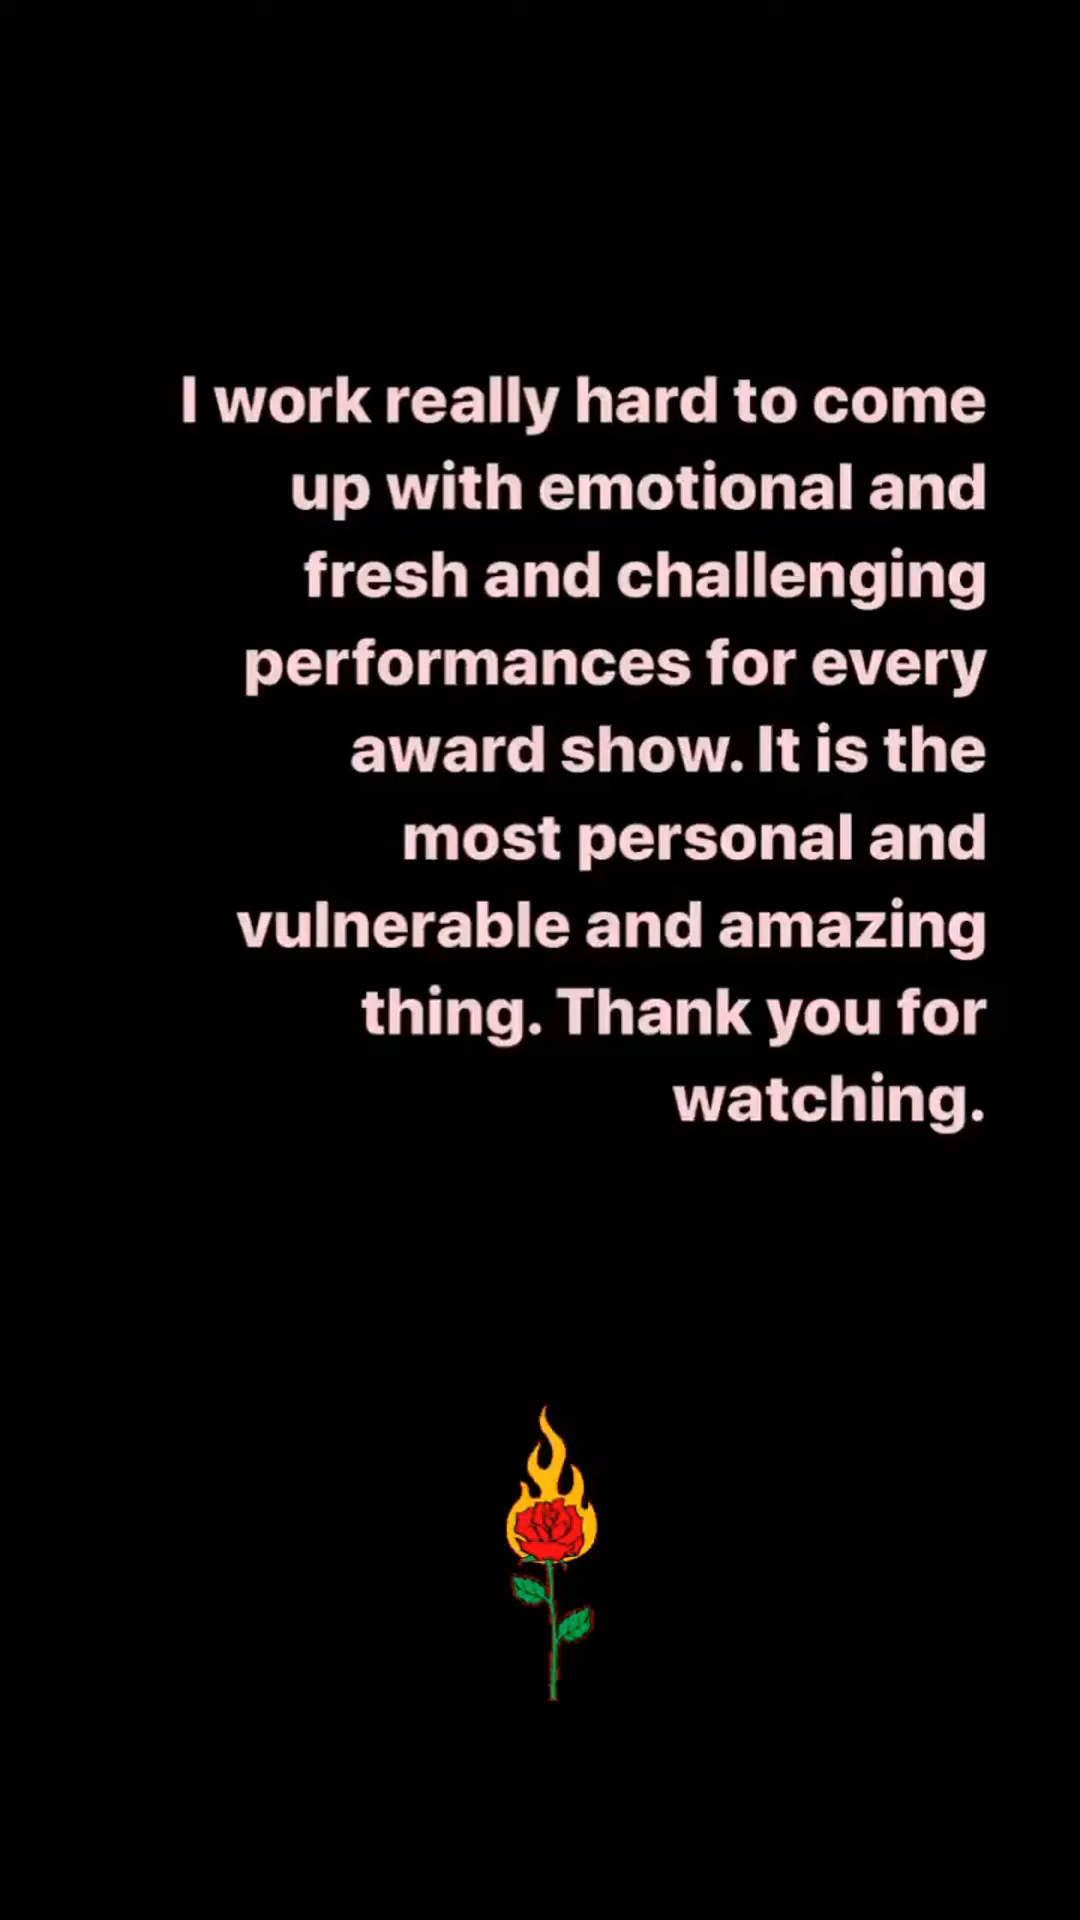 I work really hard to come
up with emotional and
fresh and challenging
performances for every
award show. It is the
most personal and
vulnerable and amazing
thing. Thank you for
watching.